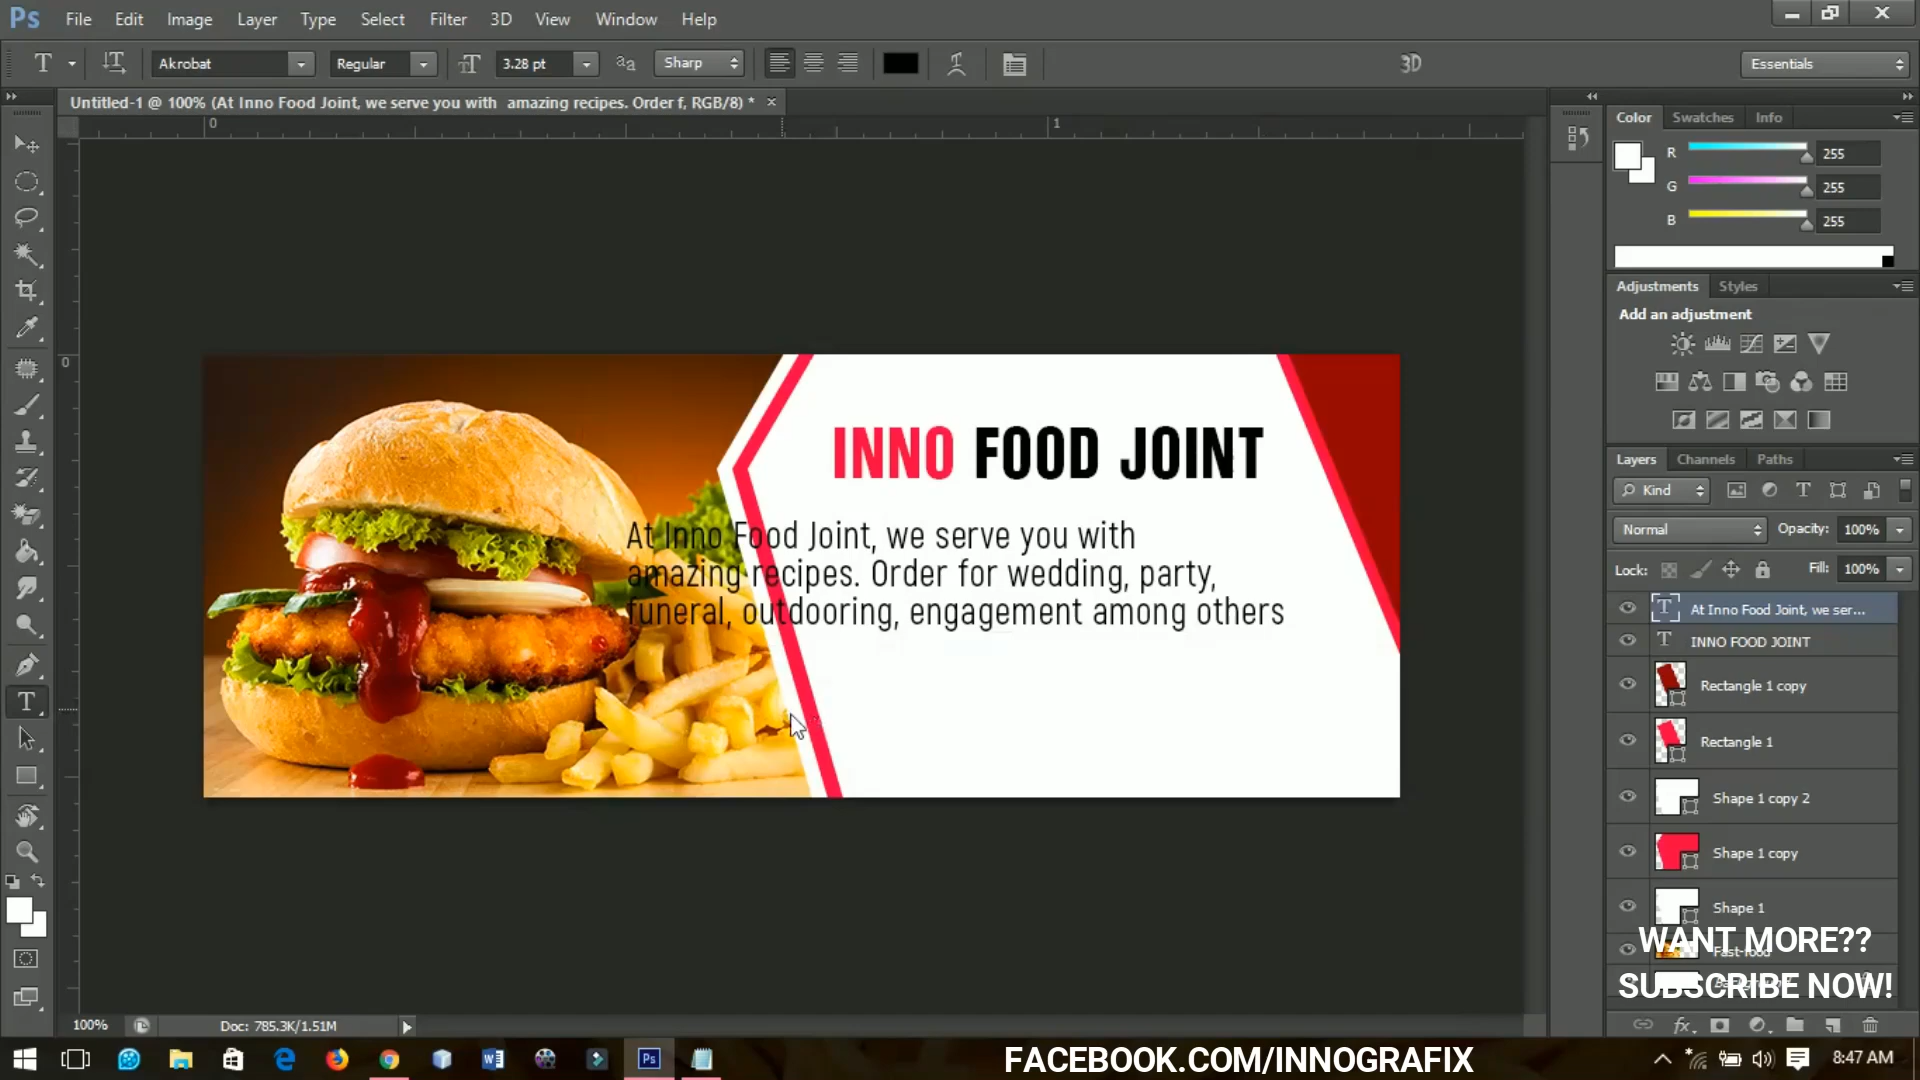 Ps File Edit Image Layer Type Select Filter 3D View Window Help
T Akrobat Regular 3.28 pt aa Sharp 3D Essentials
Untitled-1 @ 100% (At Inno Food Joint, we serve you with amazing recipes. Order f, RGB/8) *
0 1
0
INNO FOOD JOINT
At Inno Food Joint, we serve you with
amazing recipes. Order for wedding, party,
funeral, outdooring, engagement among others
Color Swatches Info
R 255
G 255
B 255
Adjustments Styles
Add an adjustment
Layers Channels Paths
Kind
Normal Opacity: 100%
Lock: Fill: 100%
At Inno Food Joint, we ser...
INNO FOOD JOINT
Rectangle 1 copy
Rectangle 1
Shape 1 copy 2
Shape 1 copy
Shape 1
WANT MORE??
Fast-food
SUBSCRIBE NOW!
100% Doc: 785.3K/1.51M
FACEBOOK.COM/INNOGRAFIX
8:47 AM